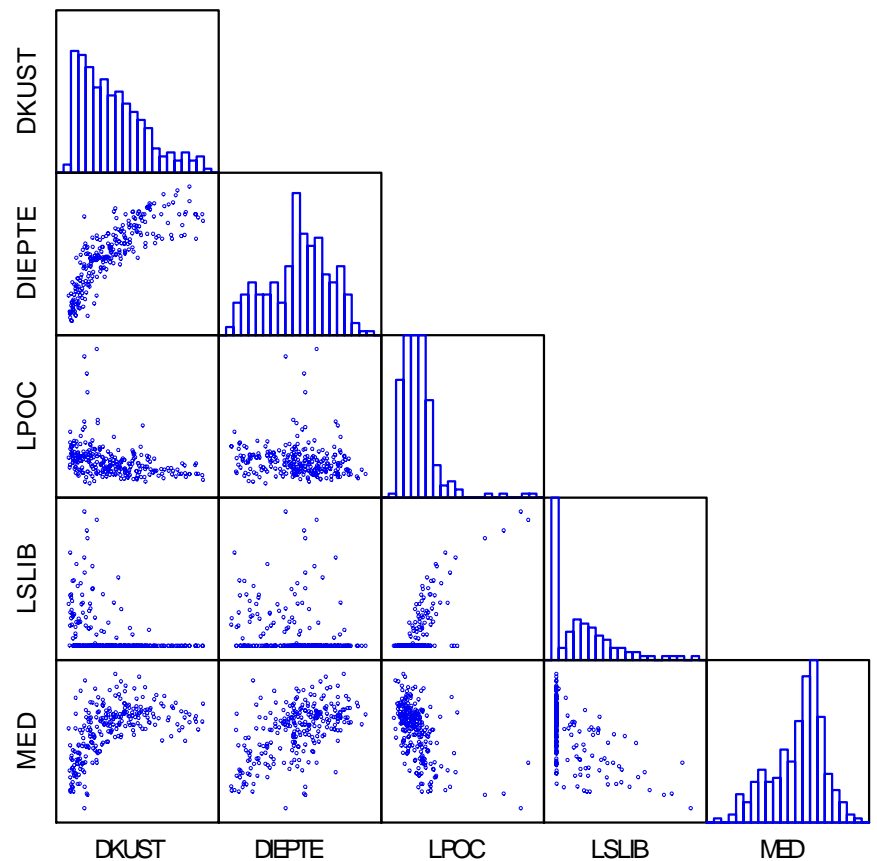 DKUST
DIEPTE
LPOC
LSLIB
MED
DKUST DIEPTE LPOC LSLIB MED